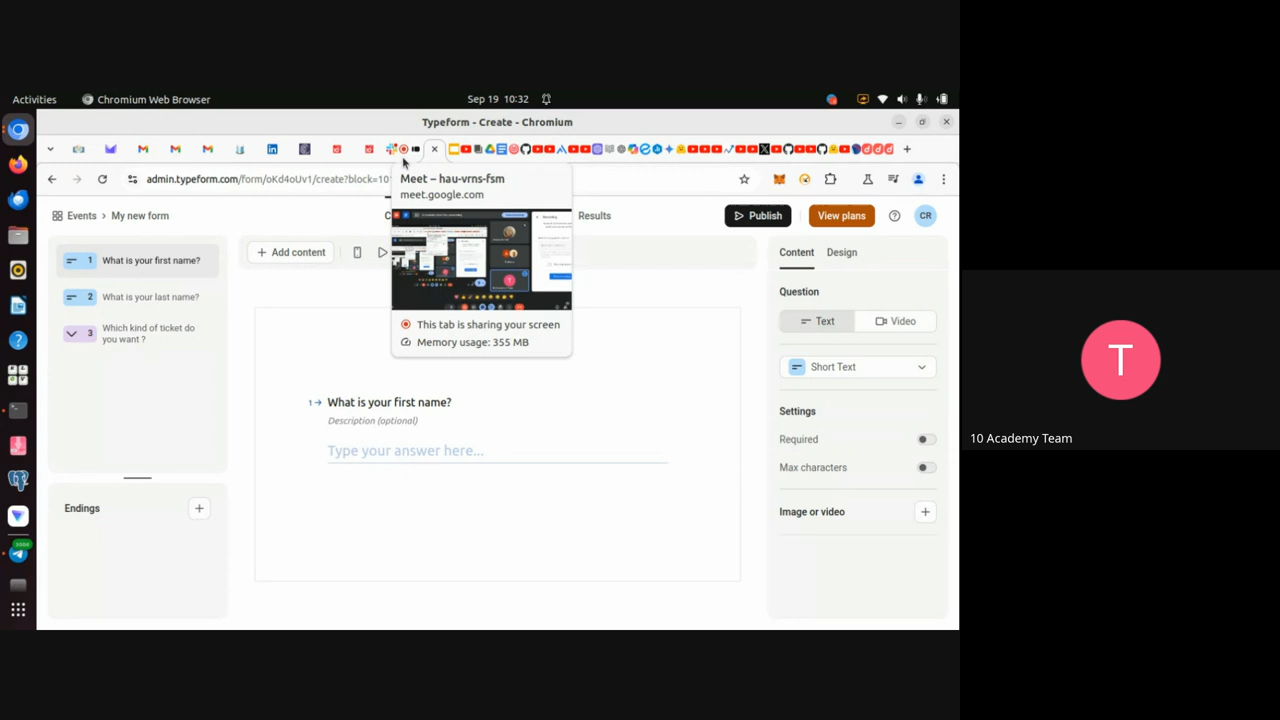 Activities
Chromium Web Browser
Sep 19 10:32
Typeform - Create - Chromium
admin.typeform.com/form/oKd4oUv1/create?block=10
Meet – hau-vrns-fsm
meet.google.com
This tab is sharing your screen
Memory usage: 355 MB
Events > My new form
C
Results
Publish
View plans
CR
1 What is your first name?
2 What is your last name?
3 Which kind of ticket do
you want ?
+ Add content
1 → What is your first name?
Description (optional)
Type your answer here...
Endings
+
Content
Design
Question
Text
Video
Short Text
Settings
Required
Max characters
Image or video
+
T
10 Academy Team